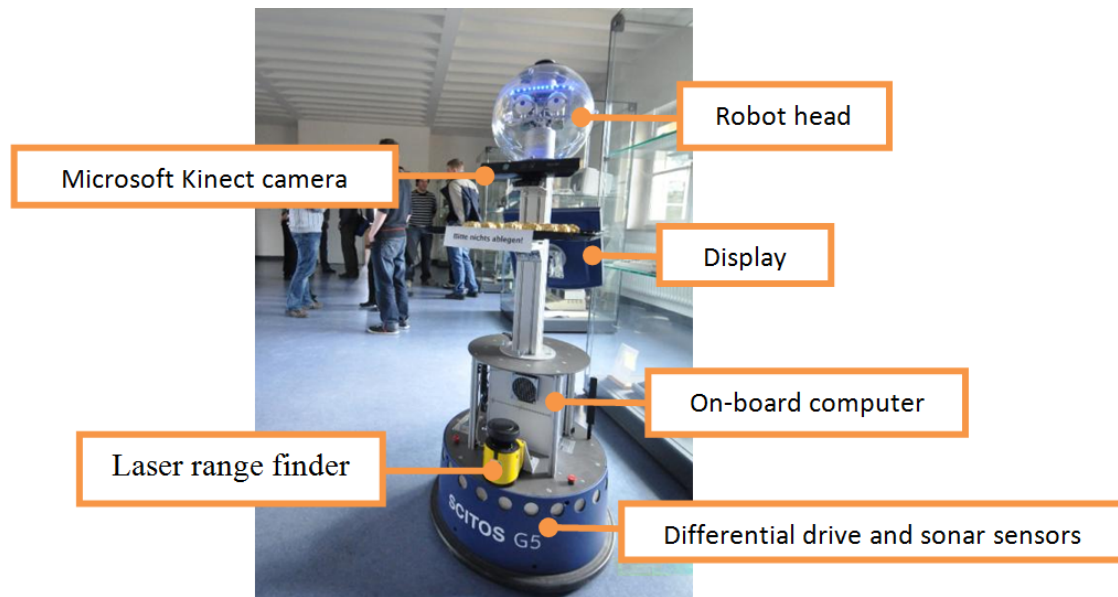 Robot head
Microsoft Kinect camera
Bitte nichts ablegen!
Display
On-board computer
Laser range finder
SCITOS G5
Differential drive and sonar sensors